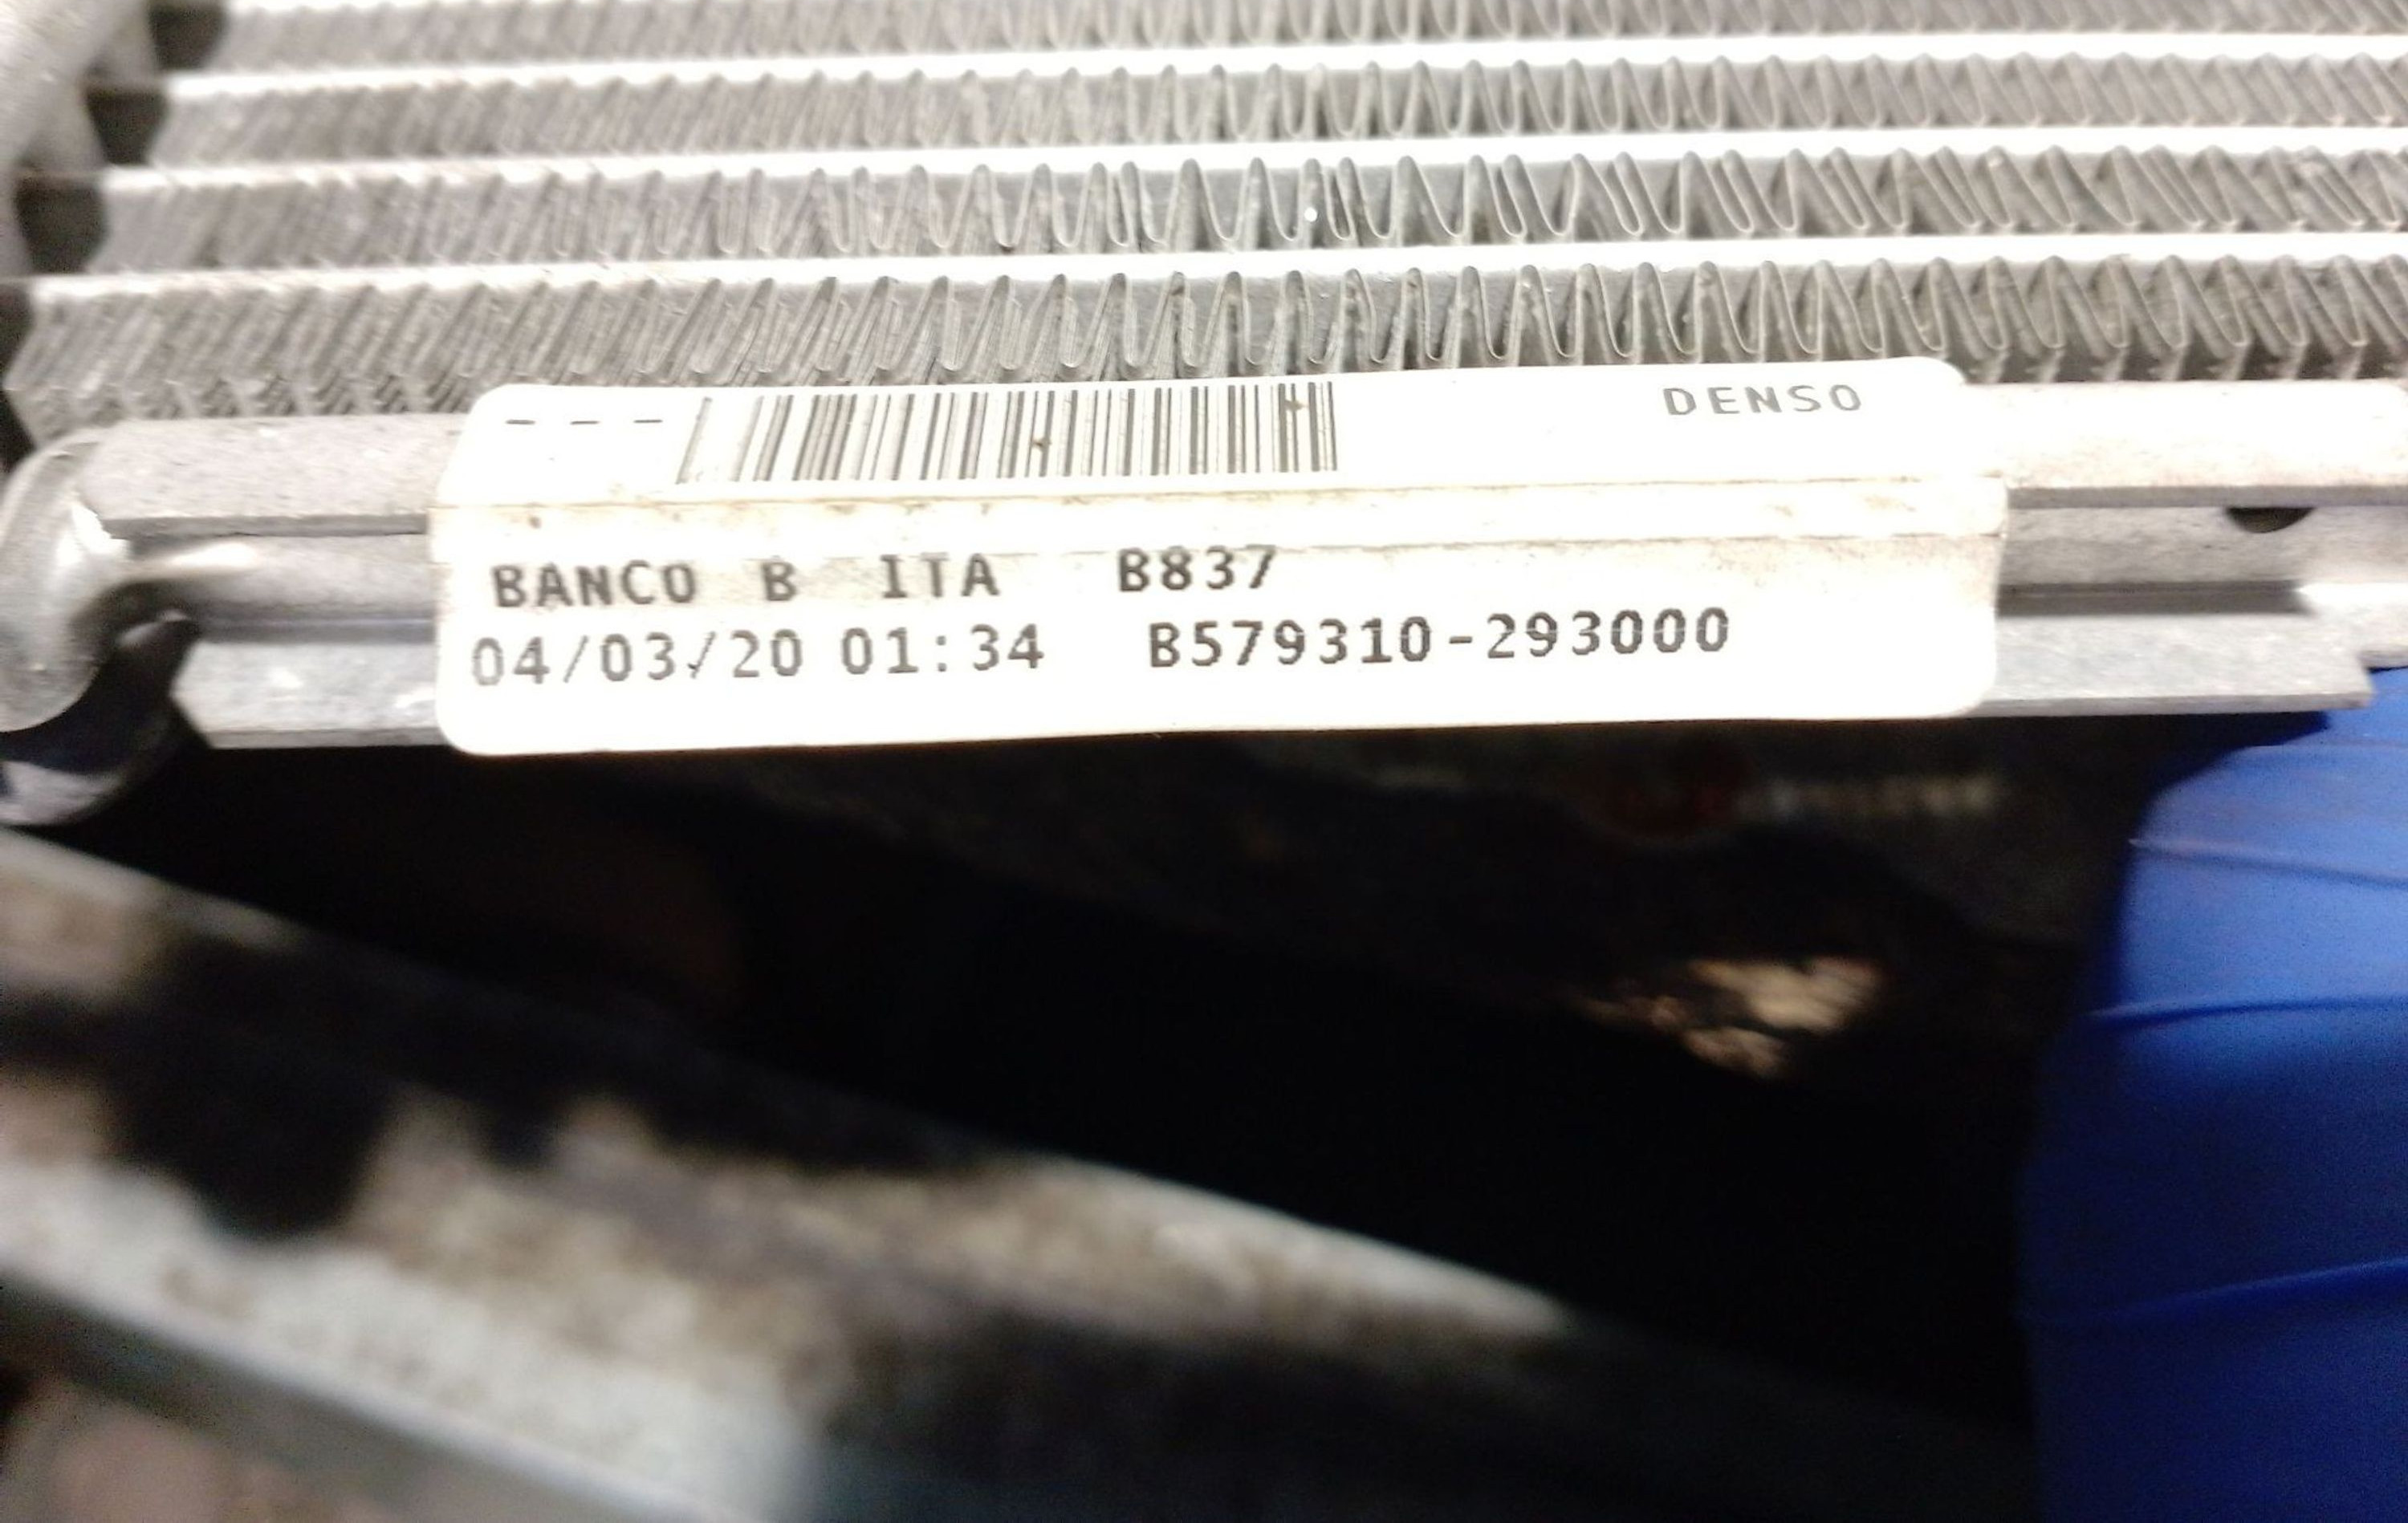 --- DENSO
BANCO B ITA B837
04/03/20 01:34 B579310-293000